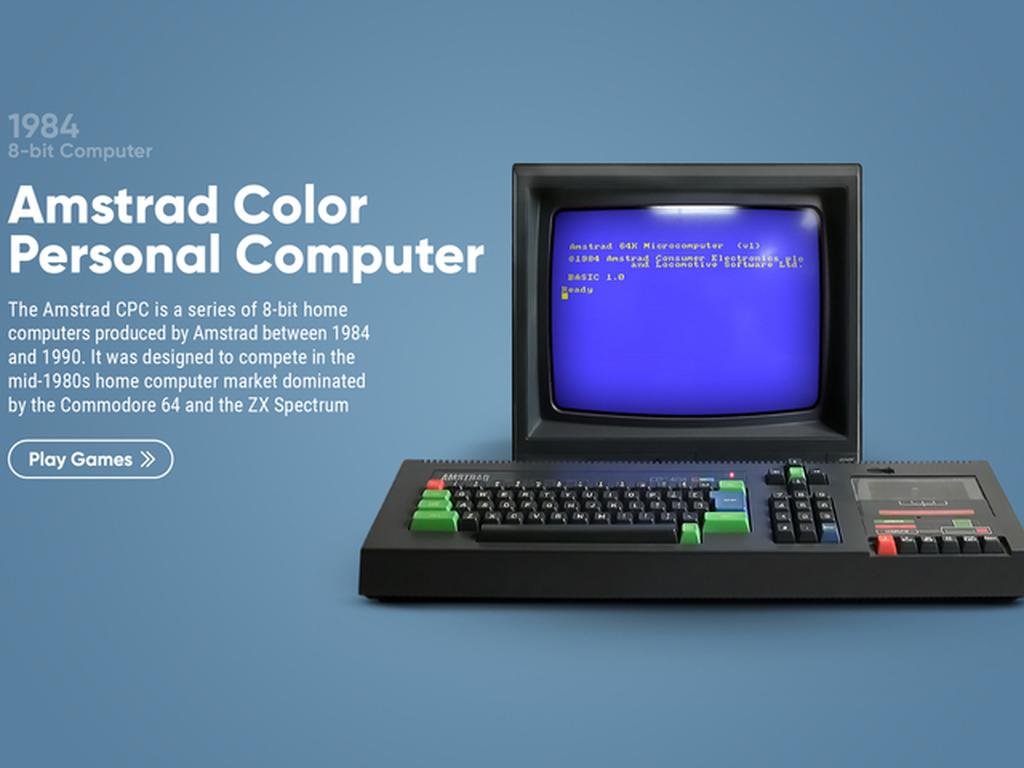 1984
8-bit Computer
Amstrad Color
Personal Computer
The Amstrad CPC is a series of 8-bit home
computers produced by Amstrad between 1984
and 1990. It was designed to compete in the
mid-1980s home computer market dominated
by the Commodore 64 and the ZX Spectrum
Play Games
Amstrad 64K Microcomputer (v1)
©1984 Amstrad Consumer Electronics plc
and Locomotive Software Ltd.
BASIC 1.0
Ready
AMSTRAD